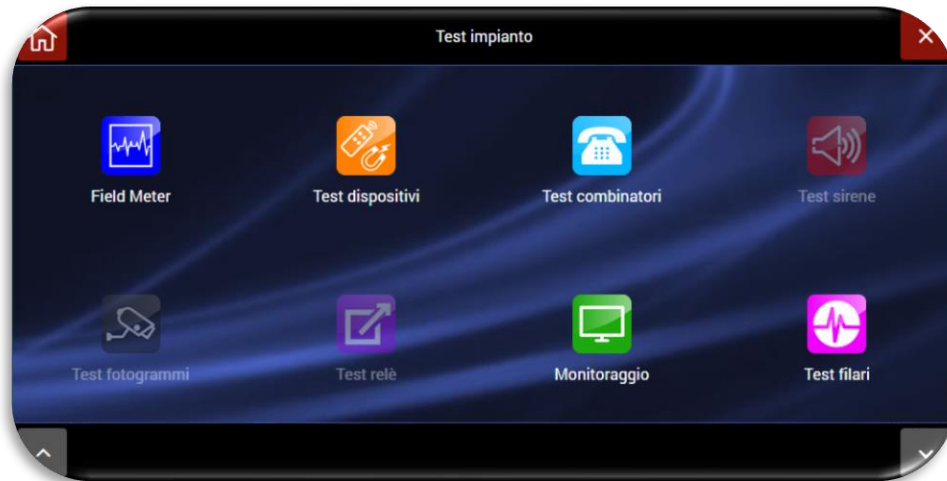 Test impianto
Field Meter
Test dispositivi
Test combinatori
Test sirene
Test fotogrammi
Test relè
Monitoraggio
Test filari